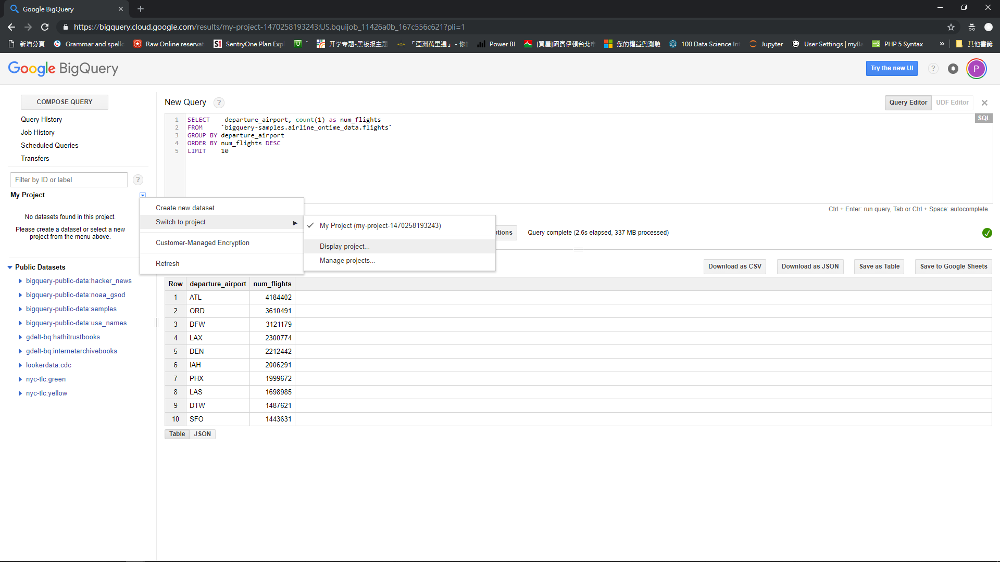 Google BigQuery
https://bigquery.cloud.google.com/results/my-project-1470258193243:US.bquijob_11426a0b_167c556c621?pli=1
新增分頁 Grammar and spell Raw Online reservat SentryOne Plan Expl 开学专题-黑板报主题 「亞洲萬里通」 - 你 Power BI [買屋]國賓伊頓台北市 您的權益與測驗 100 Data Science Int Jupyter User Settings | myBa PHP 5 Syntax » 其他書籤
Google BigQuery
Try the new UI ? P
COMPOSE QUERY
Query History
Job History
Scheduled Queries
Transfers
Filter by ID or label ?
My Project
No datasets found in this project.
Please create a dataset or select a new
project from the menu above.
Public Datasets
bigquery-public-data:hacker_news
bigquery-public-data:noaa_gsod
bigquery-public-data:samples
bigquery-public-data:usa_names
gdelt-bq:hathitrustbooks
gdelt-bq:internetarchivebooks
lookerdata:cdc
nyc-tlc:green
nyc-tlc:yellow
New Query ?
Query Editor UDF Editor
SQL
1 SELECT departure_airport, count(1) as num_flights
2 FROM `bigquery-samples.airline_ontime_data.flights`
3 GROUP BY departure_airport
4 ORDER BY num_flights DESC
5 LIMIT 10
Ctrl + Enter: run query, Tab or Ctrl + Space: autocomplete.
Create new dataset
Switch to project
Customer-Managed Encryption
Refresh
My Project (my-project-1470258193243)
Display project...
Manage projects...
ptions Query complete (2.6s elapsed, 337 MB processed)
Download as CSV Download as JSON Save as Table Save to Google Sheets
Row departure_airport num_flights
1 ATL 4184402
2 ORD 3610491
3 DFW 3121179
4 LAX 2300774
5 DEN 2212442
6 IAH 2006291
7 PHX 1999672
8 LAS 1698985
9 DTW 1487621
10 SFO 1443631
Table JSON